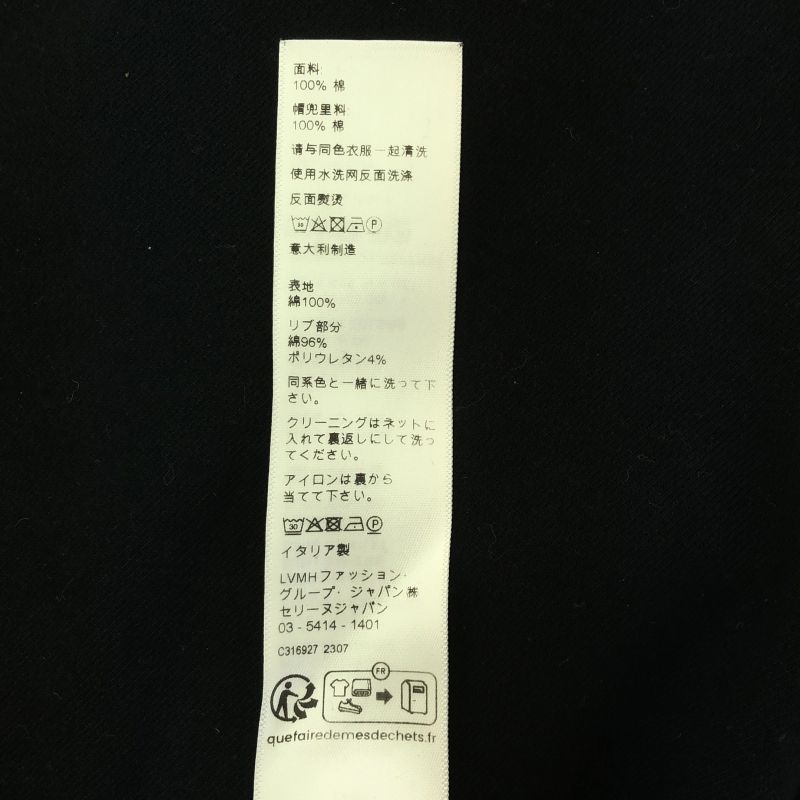 面料
100% 棉
帽兜里料
100% 棉
请与同色衣服一起清洗
使用水洗网反面洗涤
反面熨烫
30 P
意大利制造
表地
綿100%
リブ部分
綿96%
ポリウレタン4%
同系色と一緒に洗って下
さい。
クリーニングはネットに
入れて裏返しにして洗っ
てください。
アイロンは裏から
当てて下さい。
30 P
イタリア製
LVMHファッション・
グループ・ジャパン㈱
セリーヌジャパン
03 - 5414 - 1401
C316927 2307
FR
quefairedemesdechets.fr